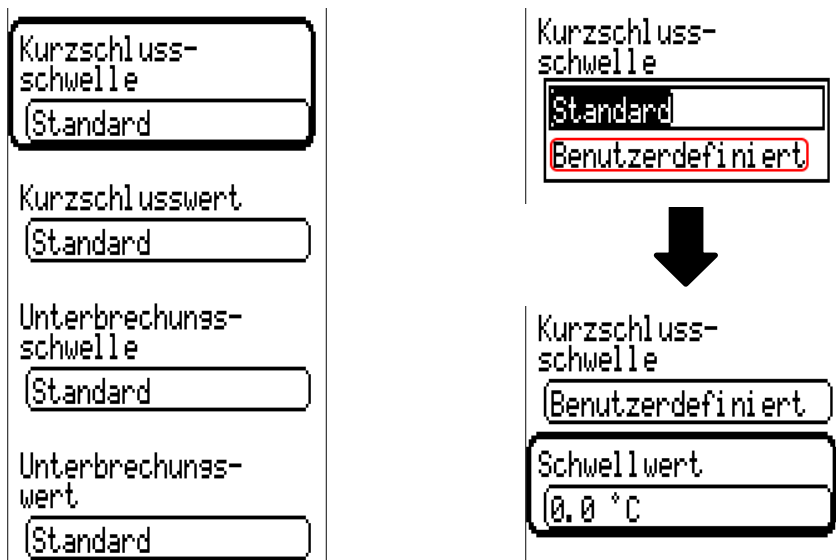 Kurzschluss-
schwelle
Standard
Kurzschlusswert
Standard
Unterbrechungs-
schwelle
Standard
Unterbrechungs-
wert
Standard
Kurzschluss-
schwelle
Standard
Benutzerdefiniert
Kurzschluss-
schwelle
Benutzerdefiniert
Schwellwert
0.0 °C